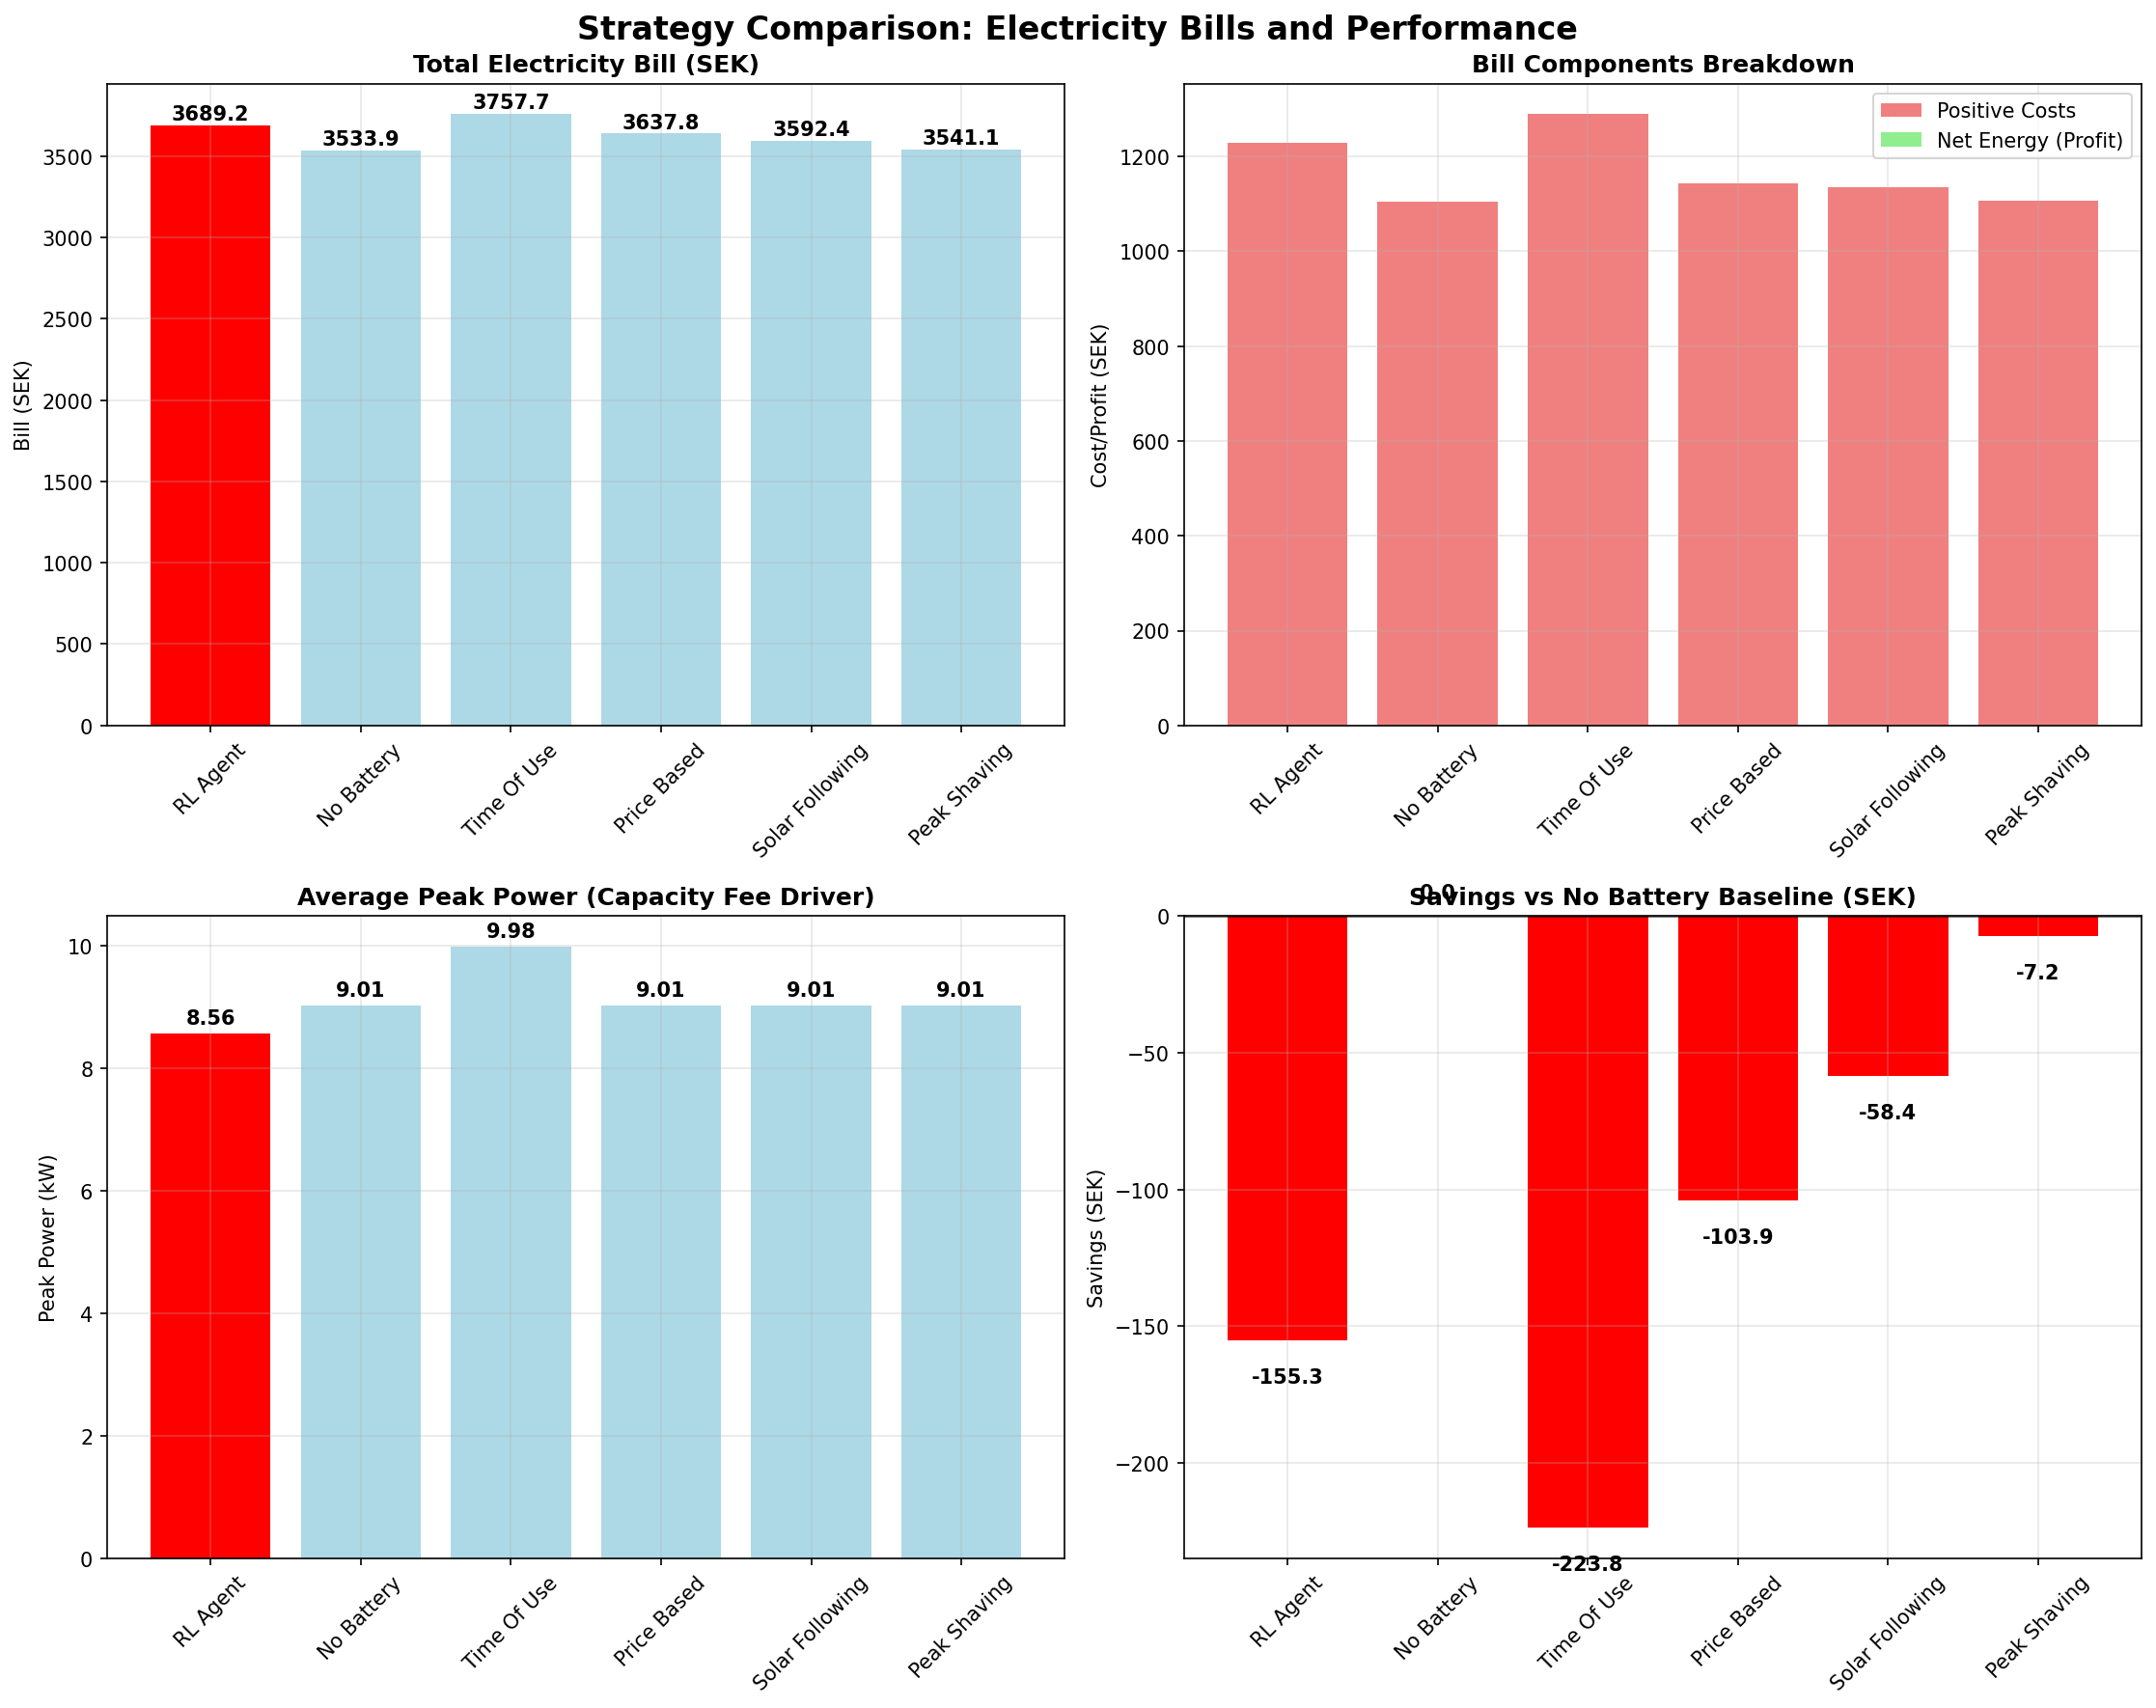 Strategy Comparison: Electricity Bills and Performance
Total Electricity Bill (SEK)
3689.2
3533.9
3757.7
3637.8
3592.4
3541.1
Bill (SEK)
3500
3000
2500
2000
1500
1000
500
0
RL Agent
No Battery
Time Of Use
Price Based
Solar Following
Peak Shaving
Bill Components Breakdown
Positive Costs
Net Energy (Profit)
Cost/Profit (SEK)
1200
1000
800
600
400
200
0
RL Agent
No Battery
Time Of Use
Price Based
Solar Following
Peak Shaving
Average Peak Power (Capacity Fee Driver)
8.56
9.01
9.98
9.01
9.01
9.01
Peak Power (kW)
10
8
6
4
2
0
RL Agent
No Battery
Time Of Use
Price Based
Solar Following
Peak Shaving
Savings vs No Battery Baseline (SEK)
0.0
-155.3
-223.8
-103.9
-58.4
-7.2
Savings (SEK)
0
−50
−100
−150
−200
RL Agent
No Battery
Time Of Use
Price Based
Solar Following
Peak Shaving